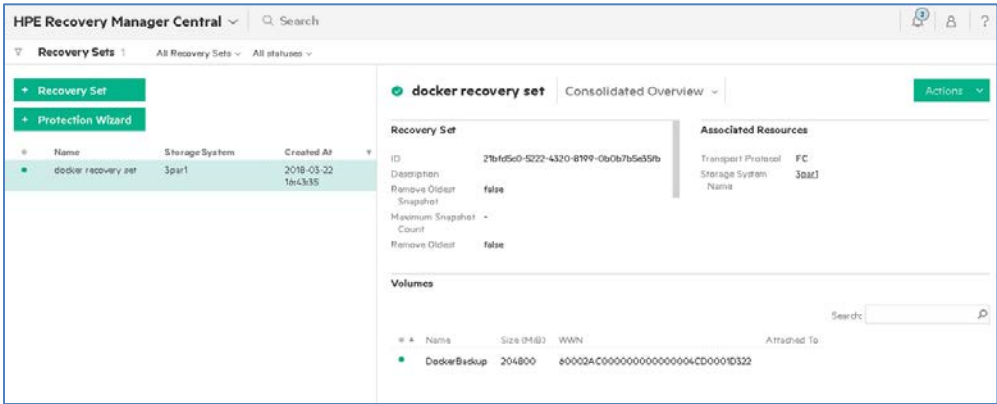 HPE Recovery Manager Central Search 3 ?
Recovery Sets 1 All Recovery Sets All statuses
+ Recovery Set
+ Protection Wizard
Name Storage System Created At
docker recovery set 3par1 2018-03-22
16:43:35
docker recovery set Consolidated Overview Actions
Recovery Set
ID 21bfd5c0-5222-4320-8199-0b0b7b5e35fb
Description
Remove Oldest false
Snapshot
Maximum Snapshot -
Count
Remove Oldest false
Associated Resources
Transport Protocol FC
Storage System 3par1
Name
Volumes
Search:
Name Size (MiB) WWN Attached To
DockerBackup 204800 60002AC0000000000000004CD0001D322